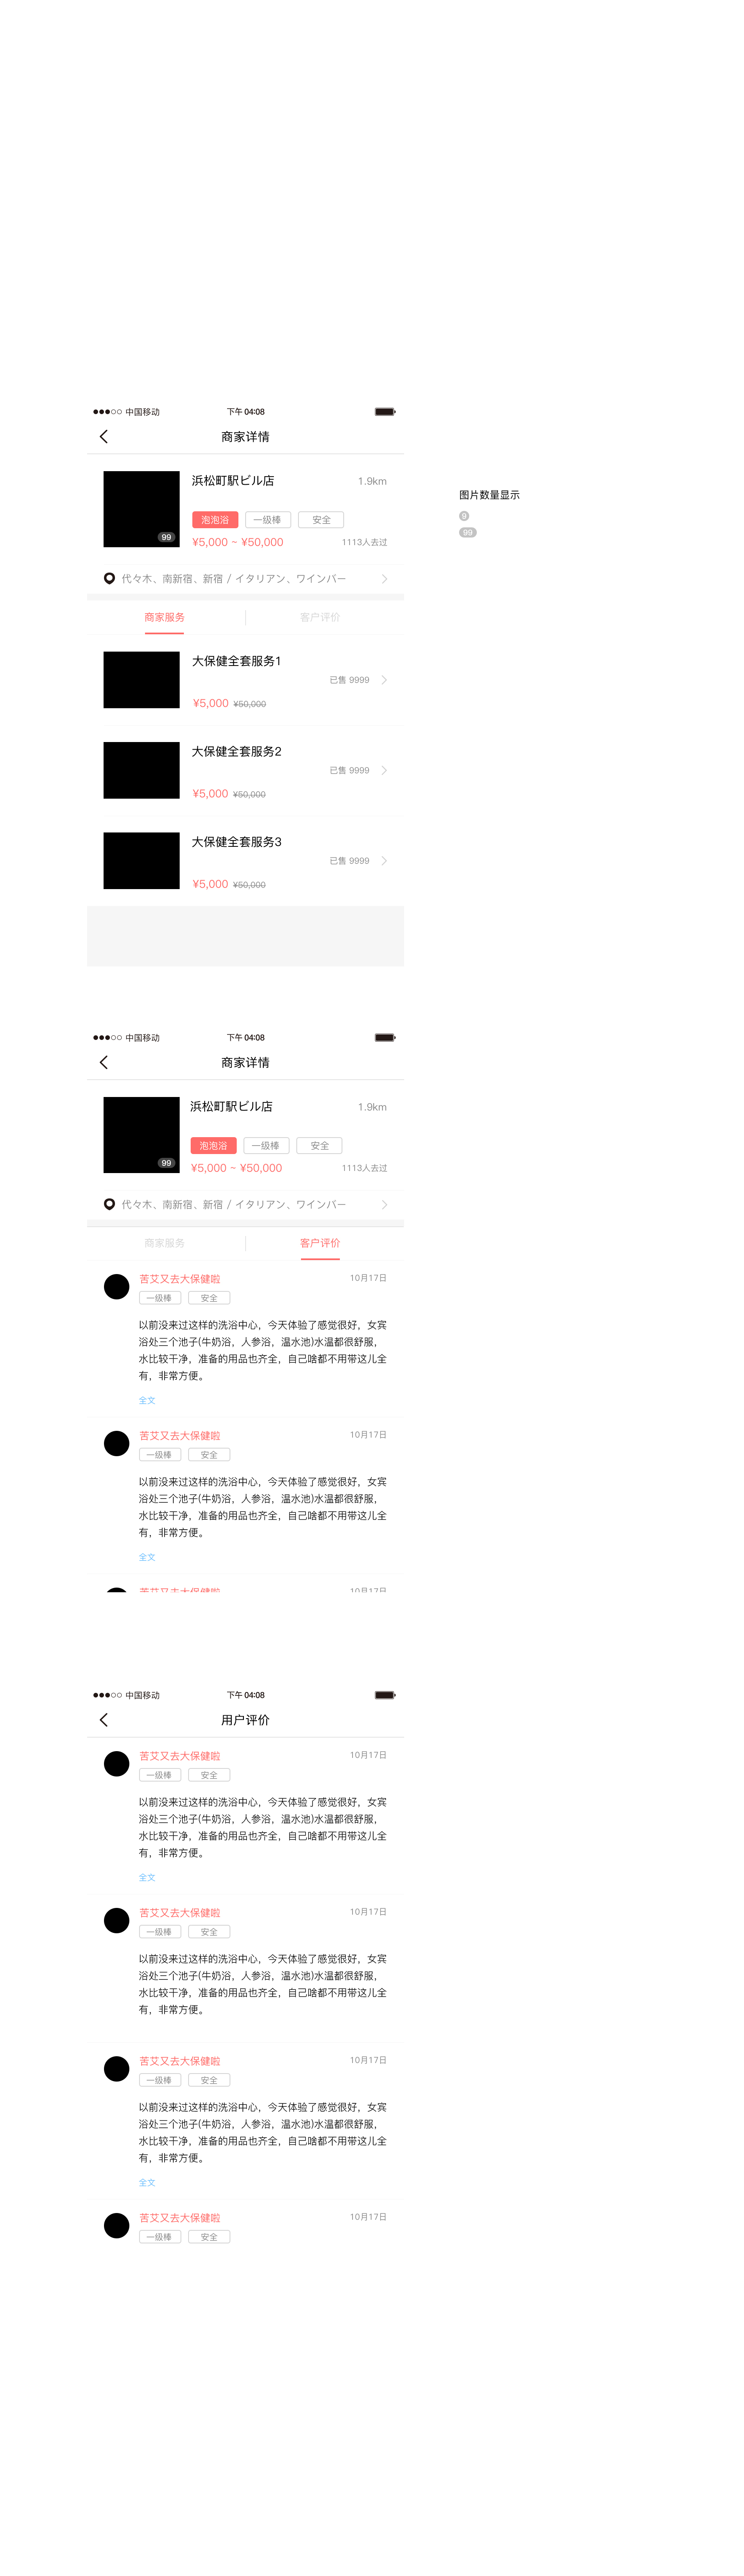 中国移动
下午 04:08
商家详情
浜松町駅ビル店
1.9km
泡泡浴
一级棒
安全
99
¥5,000 ~ ¥50,000
1113人去过
代々木、南新宿、新宿 / イタリアン、ワインバー
商家服务
客户评价
大保健全套服务1
已售 9999
¥5,000 ¥50,000
大保健全套服务2
已售 9999
¥5,000 ¥50,000
大保健全套服务3
已售 9999
¥5,000 ¥50,000
图片数量显示
9
99
中国移动
下午 04:08
商家详情
浜松町駅ビル店
1.9km
泡泡浴
一级棒
安全
99
¥5,000 ~ ¥50,000
1113人去过
代々木、南新宿、新宿 / イタリアン、ワインバー
商家服务
客户评价
苦艾又去大保健啦
10月17日
一级棒
安全
以前没来过这样的洗浴中心，今天体验了感觉很好，女宾
浴处三个池子(牛奶浴，人参浴，温水池)水温都很舒服，
水比较干净，准备的用品也齐全，自己啥都不用带这儿全
有，非常方便。
全文
苦艾又去大保健啦
10月17日
一级棒
安全
以前没来过这样的洗浴中心，今天体验了感觉很好，女宾
浴处三个池子(牛奶浴，人参浴，温水池)水温都很舒服，
水比较干净，准备的用品也齐全，自己啥都不用带这儿全
有，非常方便。
全文
苦艾又去大保健啦
10月17日
中国移动
下午 04:08
用户评价
苦艾又去大保健啦
10月17日
一级棒
安全
以前没来过这样的洗浴中心，今天体验了感觉很好，女宾
浴处三个池子(牛奶浴，人参浴，温水池)水温都很舒服，
水比较干净，准备的用品也齐全，自己啥都不用带这儿全
有，非常方便。
全文
苦艾又去大保健啦
10月17日
一级棒
安全
以前没来过这样的洗浴中心，今天体验了感觉很好，女宾
浴处三个池子(牛奶浴，人参浴，温水池)水温都很舒服，
水比较干净，准备的用品也齐全，自己啥都不用带这儿全
有，非常方便。
苦艾又去大保健啦
10月17日
一级棒
安全
以前没来过这样的洗浴中心，今天体验了感觉很好，女宾
浴处三个池子(牛奶浴，人参浴，温水池)水温都很舒服，
水比较干净，准备的用品也齐全，自己啥都不用带这儿全
有，非常方便。
全文
苦艾又去大保健啦
10月17日
一级棒
安全